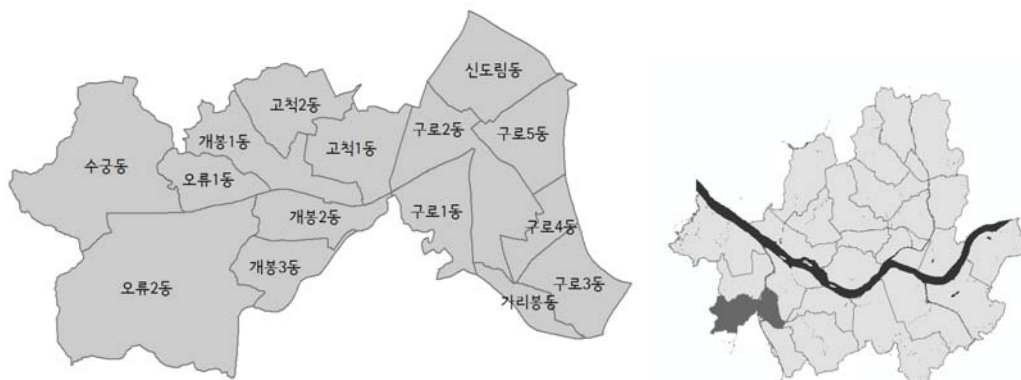 신도림동
고척2동
구로2동
구로5동
개봉1동
고척1동
수궁동
오류1동
개봉2동
구로1동
구로4동
개봉3동
오류2동
구로3동
가리봉동